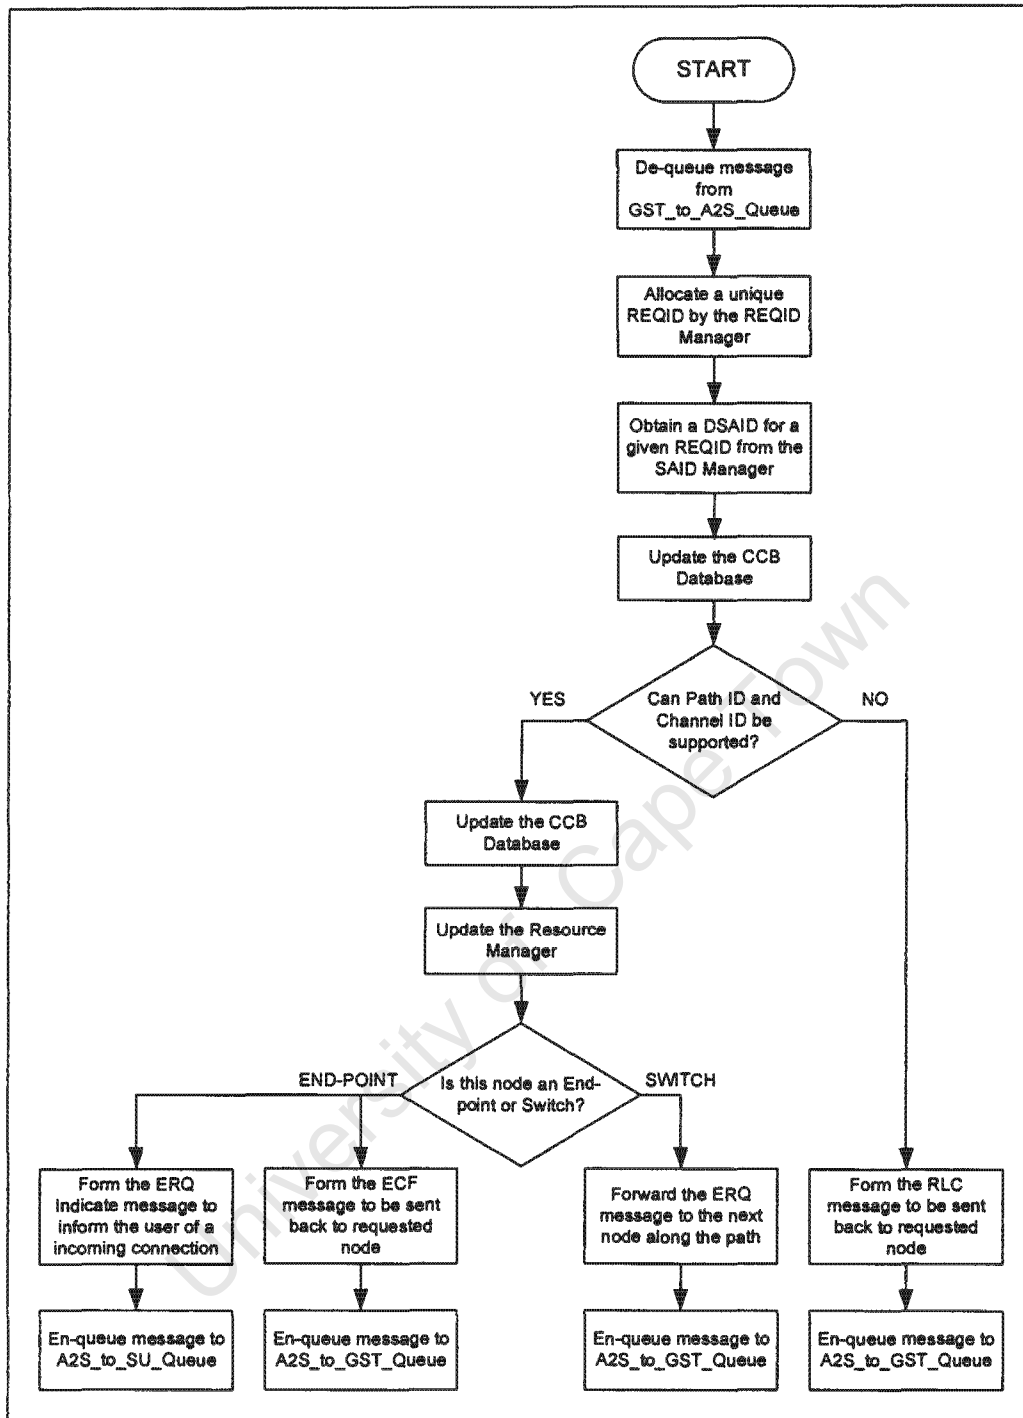 START
De-queue message
from
GST_to_A2S_Queue
Allocate a unique
REQID by the REQID
Manager
Obtain a DSAID for a
given REQID from the
SAID Manager
Update the CCB
Database
YES
Can Path ID and
Channel ID be
supported?
NO
Update the CCB
Database
Update the Resource
Manager
END-POINT
Is this node an End-
point or Switch?
SWITCH
Form the ERQ
Indicate message to
inform the user of a
incoming connection
Form the ECF
message to be sent
back to requested
node
Forward the ERQ
message to the next
node along the path
Form the RLC
message to be sent
back to requested
node
En-queue message to
A2S_to_SU_Queue
En-queue message to
A2S_to_GST_Queue
En-queue message to
A2S_to_GST_Queue
En-queue message to
A2S_to_GST_Queue
University of Cape Town